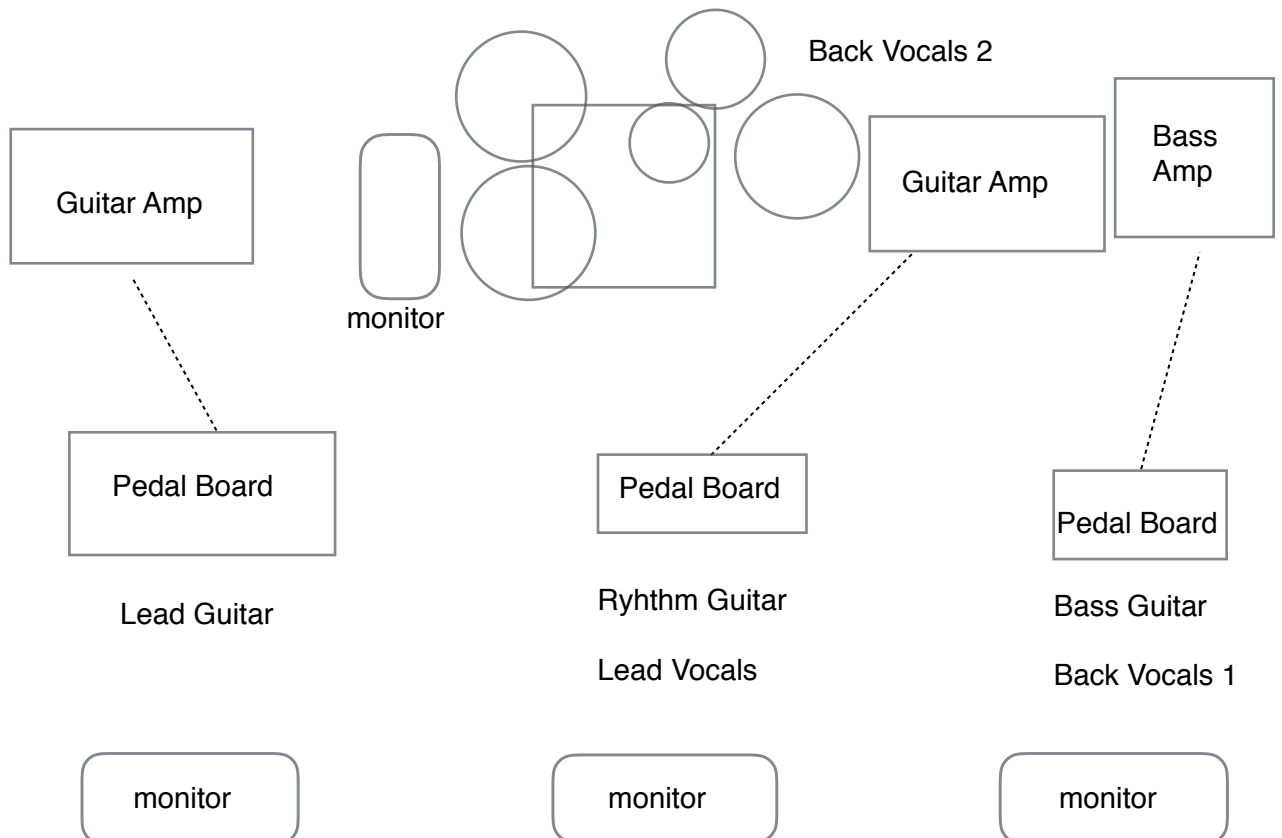 Back Vocals 2
Guitar Amp
monitor
Guitar Amp
Bass
Amp
Pedal Board
Pedal Board
Pedal Board
Lead Guitar
Ryhthm Guitar
Lead Vocals
Bass Guitar
Back Vocals 1
monitor
monitor
monitor